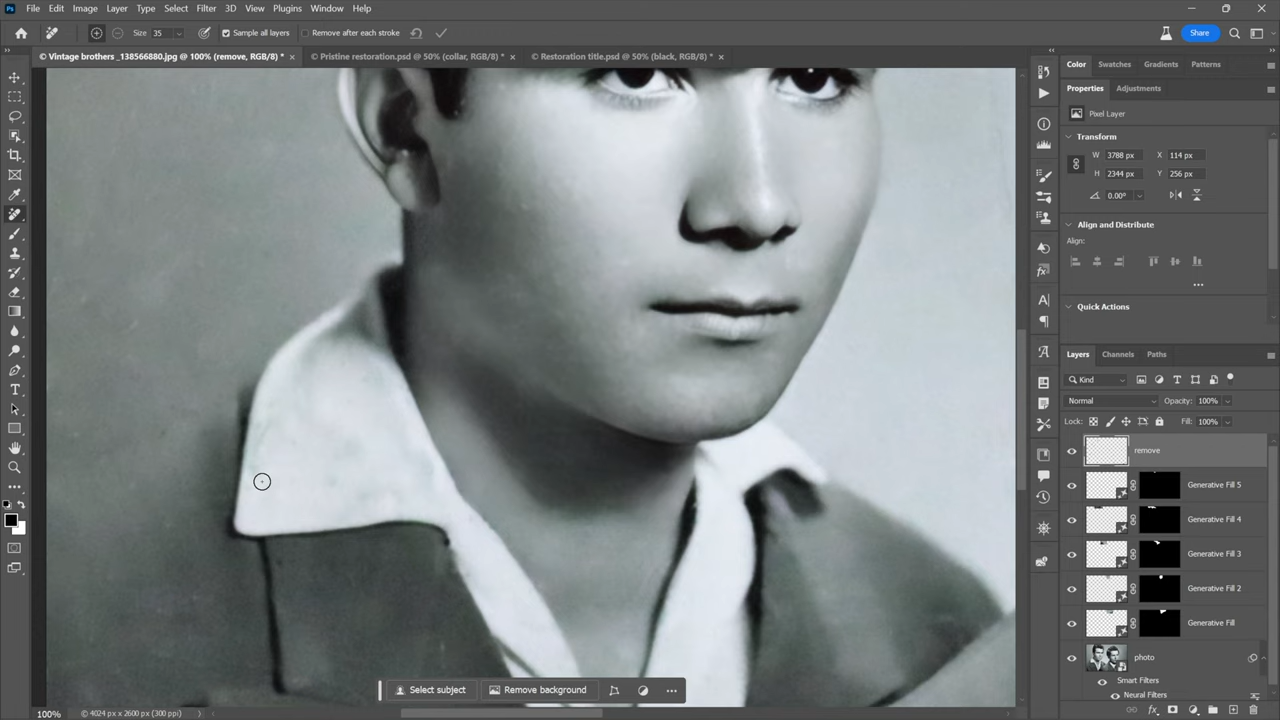 Ps File Edit Image Layer Type Select Filter 3D View Plugins Window Help
Size 35 Sample all layers Remove after each stroke Share
Vintage brothers _138566880.jpg @ 100% (remove, RGB/8) * × Pristine restoration.psd @ 50% (collar, RGB/8) * × Restoration title.psd @ 50% (black, RGB/8) * ×
Color Swatches Gradients Patterns
Properties Adjustments
Pixel Layer
Transform
W 3788 px X 114 px
H 2344 px Y 256 px
0.00°
Align and Distribute
Align:
Quick Actions
Layers Channels Paths
Kind
Normal Opacity: 100%
Lock: Fill: 100%
remove
Generative Fill 5
Generative Fill 4
Generative Fill 3
Generative Fill 2
Generative Fill
photo
Smart Filters
Neural Filters
Select subject Remove background
100% 4024 px x 2600 px (300 ppi)